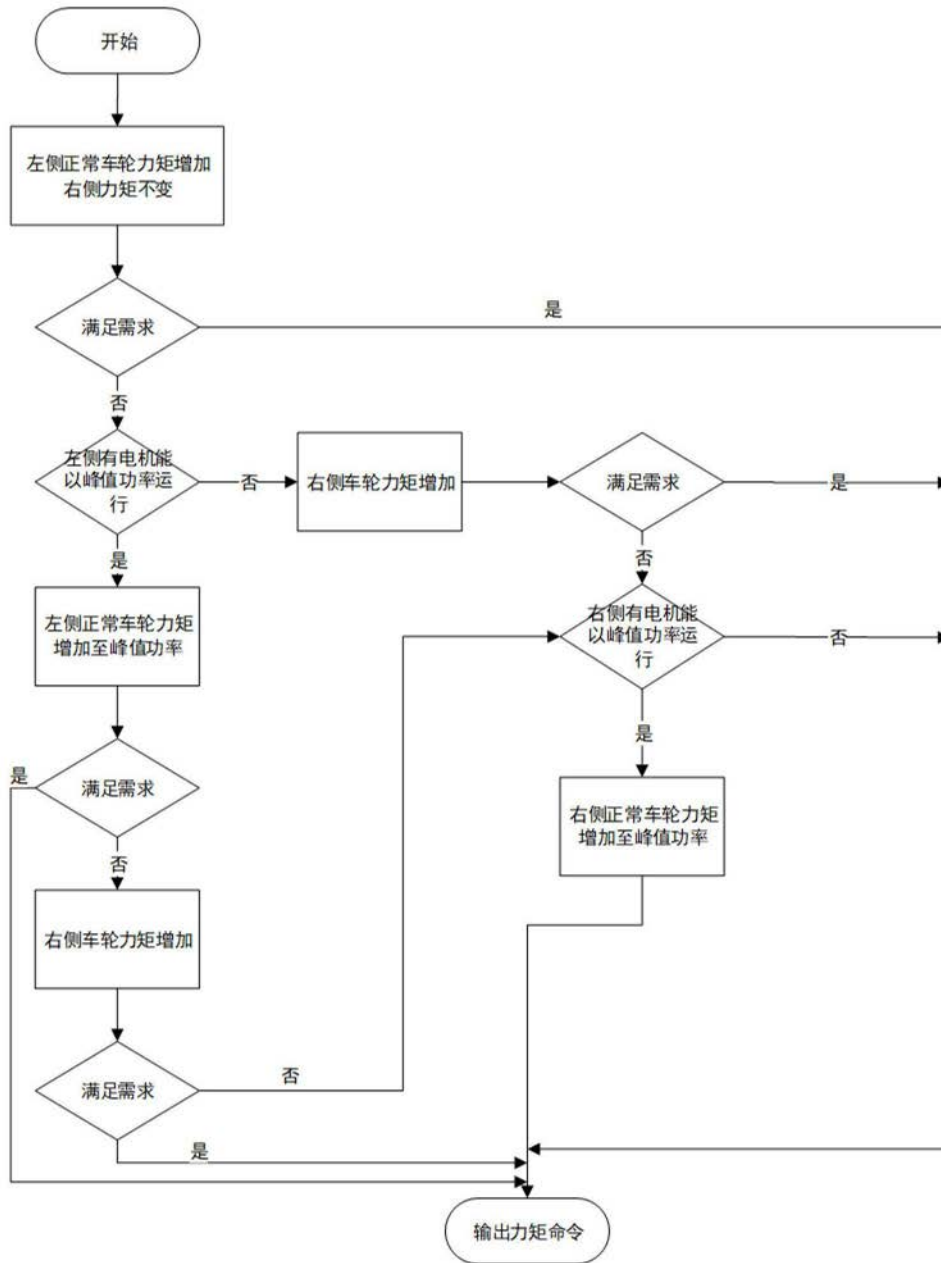 开始
左侧正常车轮力矩增加
右侧力矩不变
满足需求
是
否
左侧有电机能
以峰值功率运
行
否
右侧车轮力矩增加
满足需求
是
是
否
左侧正常车轮力矩
增加至峰值功率
右侧有电机能
以峰值功率运
行
否
是
满足需求
是
右侧正常车轮力矩
增加至峰值功率
否
右侧车轮力矩增加
满足需求
否
是
输出力矩命令